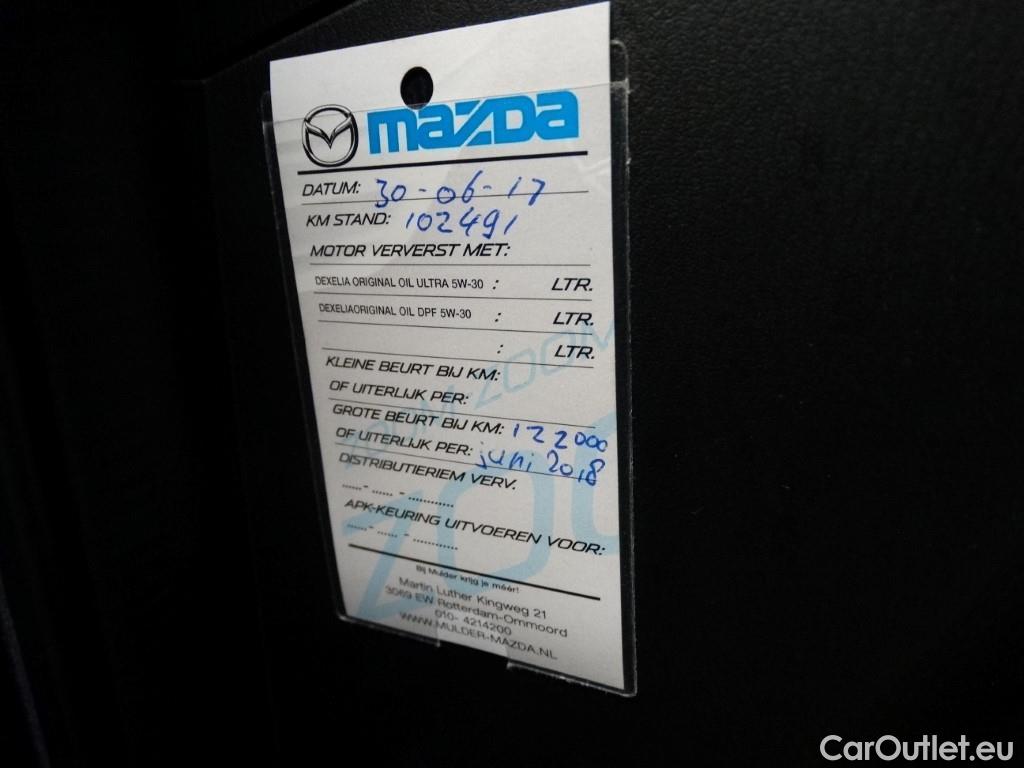 mazda
DATUM: 30-06-17
KM STAND: 102491
MOTOR VERVERST MET:
DEXELIA ORIGINAL OIL ULTRA 5W-30 : LTR.
DEXELIAORIGINAL OIL DPF 5W-30 : LTR.
: LTR.
KLEINE BEURT BIJ KM:
OF UITERLIJK PER:
GROTE BEURT BIJ KM: 122000
OF UITERLIJK PER: juni 2018
DISTRIBUTIERIEM VERV.
......- ...... - ............
APK-KEURING UITVOEREN VOOR:
......- ...... - ............
Bij Mulder krijg je méér!
Martin Luther Kingweg 21
3069 EW Rotterdam-Ommoord
010- 4214200
WWW.MULDER-MAZDA.NL
ZOOM-ZOOM
CarOutlet.eu